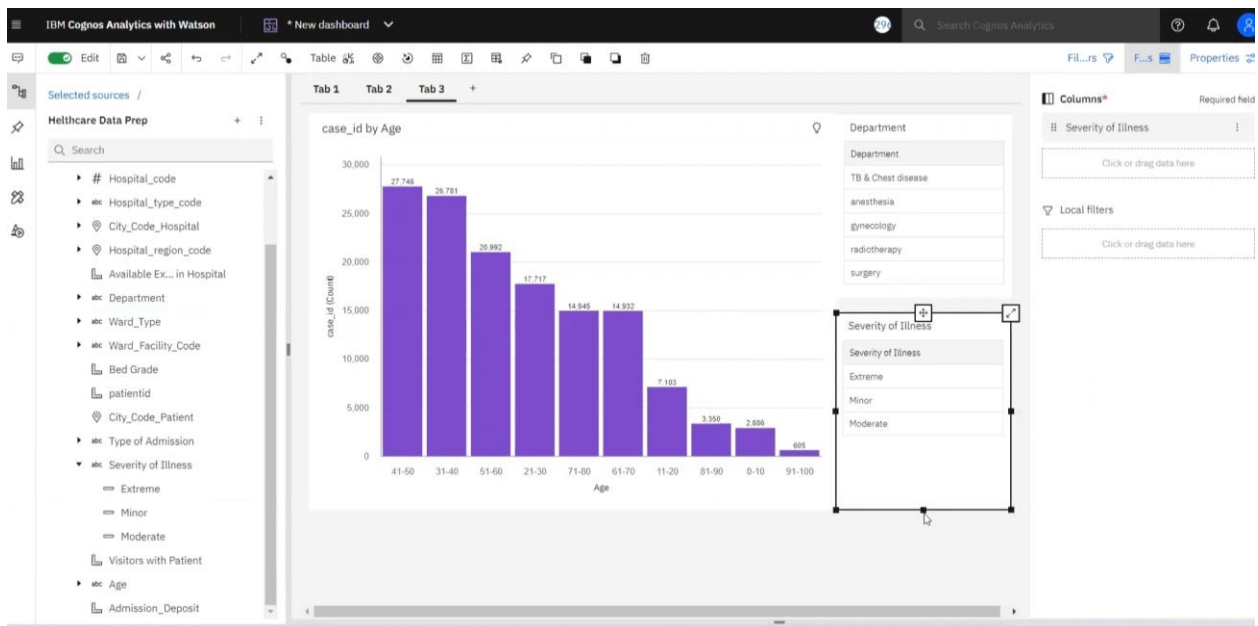 IBM Cognos Analytics with Watson
* New dashboard
Search Cognos Analytics
Edit
Table
Fil...rs
F...s
Properties
Selected sources /
Helthcare Data Prep
Search
# Hospital_code
abc Hospital_type_code
City_Code_Hospital
Hospital_region_code
Available Ex... in Hospital
abc Department
abc Ward_Type
abc Ward_Facility_Code
Bed Grade
patientid
City_Code_Patient
abc Type of Admission
abc Severity of Illness
Extreme
Minor
Moderate
Visitors with Patient
abc Age
Admission_Deposit
Tab 1 Tab 2 Tab 3 +
case_id by Age
case_id (Count)
30,000
25,000
20,000
15,000
10,000
5,000
0
27.746
26.781
20.992
17.717
14.945
14.932
7.103
3.350
2.886
605
41-50 31-40 51-60 21-30 71-80 61-70 11-20 81-90 0-10 91-100
Age
Department
Department
TB & Chest disease
anesthesia
gynecology
radiotherapy
surgery
Severity of Illness
Severity of Illness
Extreme
Minor
Moderate
Columns*
Required field
Severity of Illness
Click or drag data here
Local filters
Click or drag data here